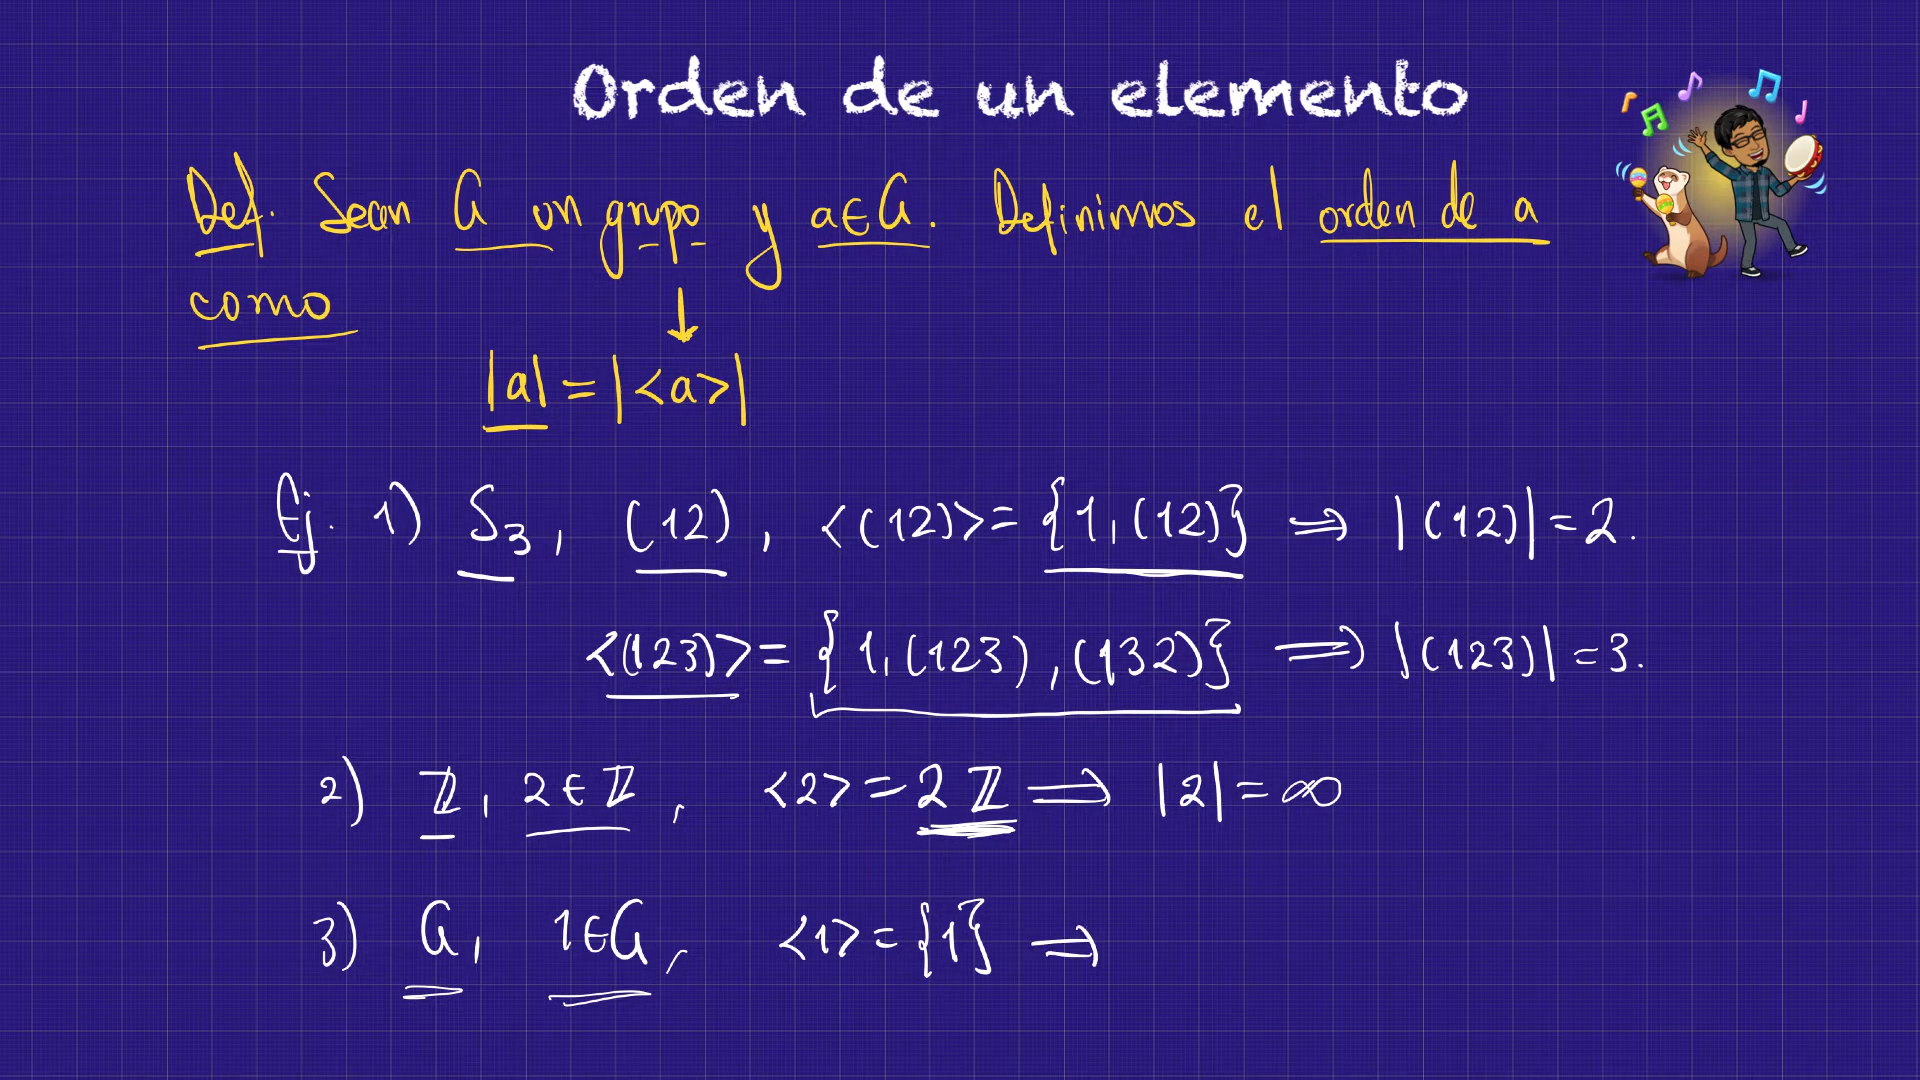 Orden de un elemento
Def. Sean G un grupo y a∈G. Definimos el orden de a
como
|a| = |<a>|
Ej. 1) S₃, (12), <(12)> = {1,(12)} ⟹ |(12)| = 2.
<(123)> = {1,(123),(132)} ⟹ |(123)| = 3.
2) ℤ, 2∈ℤ, <2> = 2ℤ ⟹ |2| = ∞
3) G, 1∈G, <1> = {1} ⟹